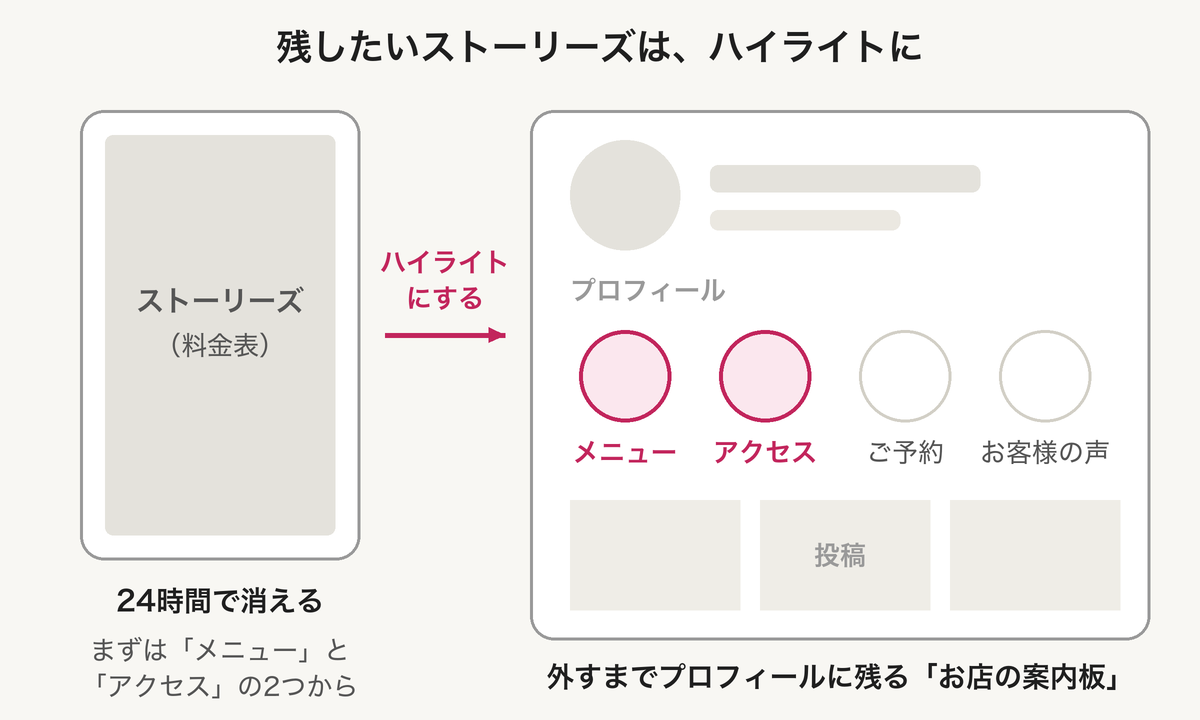 残したいストーリーズは、ハイライトに
ストーリーズ
（料金表）
24時間で消える
まずは「メニュー」と
「アクセス」の2つから
ハイライト
にする
プロフィール
メニュー
アクセス
ご予約
お客様の声
投稿
外すまでプロフィールに残る「お店の案内板」